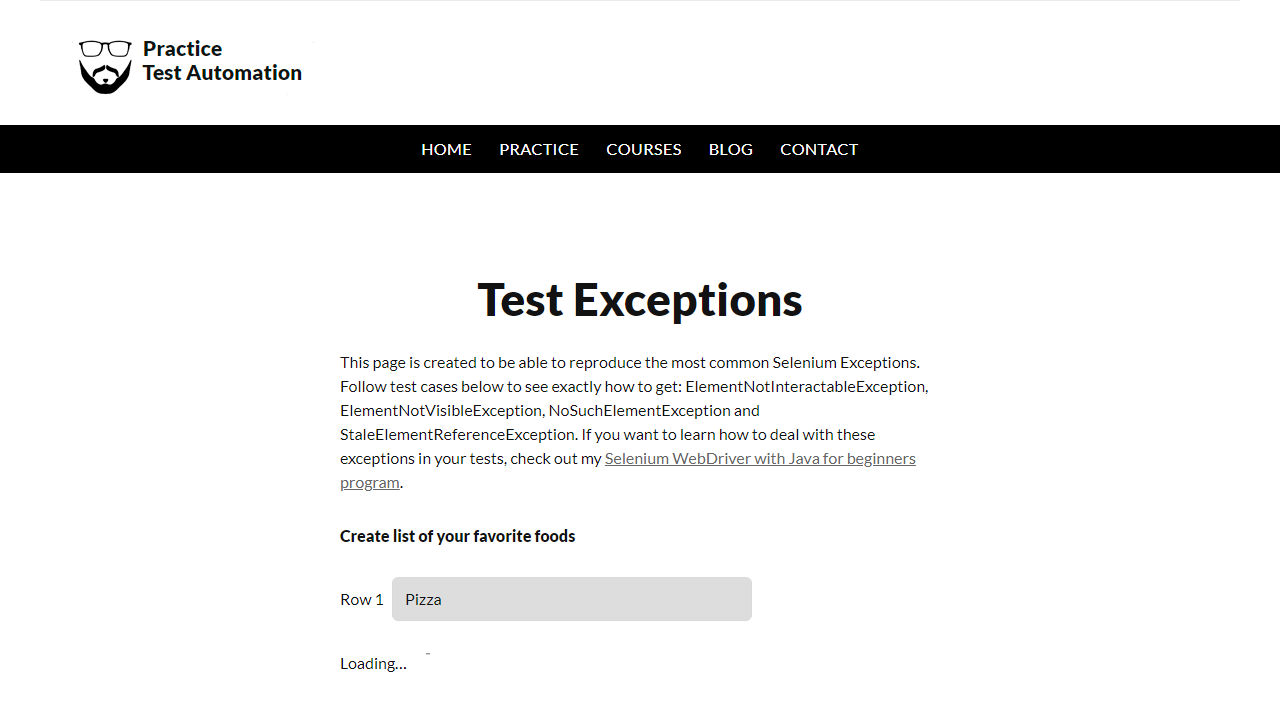 Practice
Test Automation
HOME PRACTICE COURSES BLOG CONTACT
Test Exceptions
This page is created to be able to reproduce the most common Selenium Exceptions.
Follow test cases below to see exactly how to get: ElementNotInteractableException,
ElementNotVisibleException, NoSuchElementException and
StaleElementReferenceException. If you want to learn how to deal with these
exceptions in your tests, check out my Selenium WebDriver with Java for beginners
program.
Create list of your favorite foods
Row 1 Pizza
Loading...